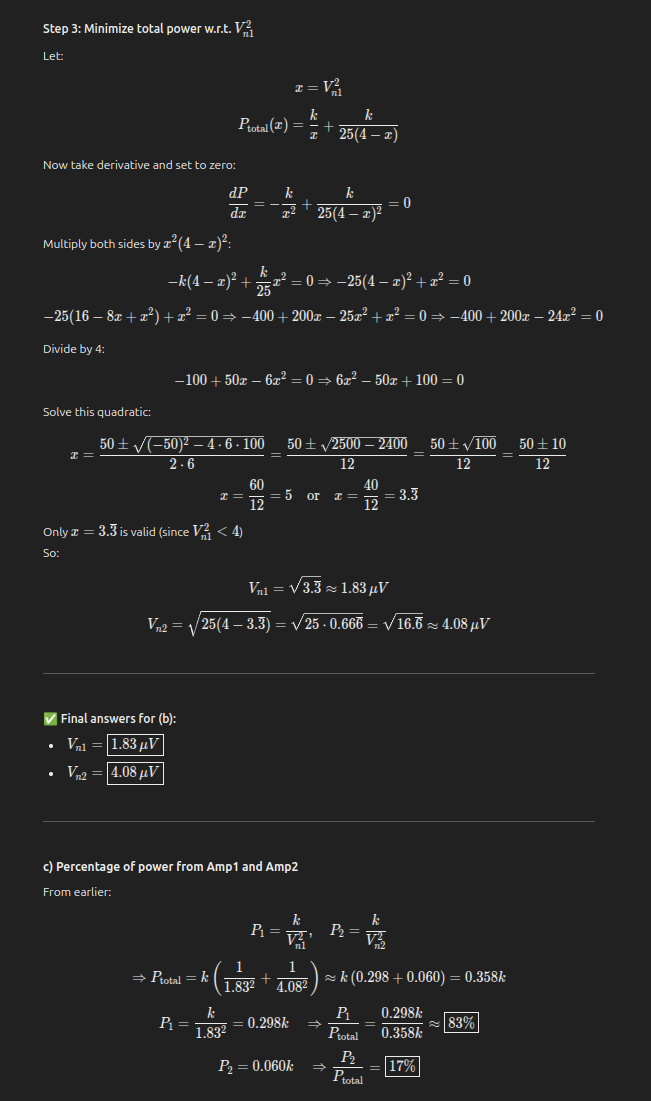 Step 3: Minimize total power w.r.t. $V_{n1}^2$
Let:
$x = V_{n1}^2$
$P_{\text{total}}(x) = \frac{k}{x} + \frac{k}{25(4-x)}$
Now take derivative and set to zero:
$\frac{dP}{dx} = -\frac{k}{x^2} + \frac{k}{25(4-x)^2} = 0$
Multiply both sides by $x^2(4-x)^2$:
$-k(4-x)^2 + \frac{k}{25}x^2 = 0 \Rightarrow -25(4-x)^2 + x^2 = 0$
$-25(16 - 8x + x^2) + x^2 = 0 \Rightarrow -400 + 200x - 25x^2 + x^2 = 0 \Rightarrow -400 + 200x - 24x^2 = 0$
Divide by 4:
$-100 + 50x - 6x^2 = 0 \Rightarrow 6x^2 - 50x + 100 = 0$
Solve this quadratic:
$x = \frac{50 \pm \sqrt{(-50)^2 - 4 \cdot 6 \cdot 100}}{2 \cdot 6} = \frac{50 \pm \sqrt{2500 - 2400}}{12} = \frac{50 \pm \sqrt{100}}{12} = \frac{50 \pm 10}{12}$
$x = \frac{60}{12} = 5 \quad \text{or} \quad x = \frac{40}{12} = 3.\overline{3}$
Only $x = 3.\overline{3}$ is valid (since $V_{n1}^2 < 4$)
So:
$V_{n1} = \sqrt{3.\overline{3}} \approx 1.83\,\mu V$
$V_{n2} = \sqrt{25(4 - 3.\overline{3})} = \sqrt{25 \cdot 0.66\overline{6}} = \sqrt{16.\overline{6}} \approx 4.08\,\mu V$
✅ Final answers for (b):
• $V_{n1} = \boxed{1.83\,\mu V}$
• $V_{n2} = \boxed{4.08\,\mu V}$
c) Percentage of power from Amp1 and Amp2
From earlier:
$P_1 = \frac{k}{V_{n1}^2}, \quad P_2 = \frac{k}{V_{n2}^2}$
$\Rightarrow P_{\text{total}} = k\left(\frac{1}{1.83^2} + \frac{1}{4.08^2}\right) \approx k(0.298 + 0.060) = 0.358k$
$P_1 = \frac{k}{1.83^2} = 0.298k \quad \Rightarrow \frac{P_1}{P_{\text{total}}} = \frac{0.298k}{0.358k} \approx \boxed{83\%}$
$P_2 = 0.060k \quad \Rightarrow \frac{P_2}{P_{\text{total}}} = \boxed{17\%}$